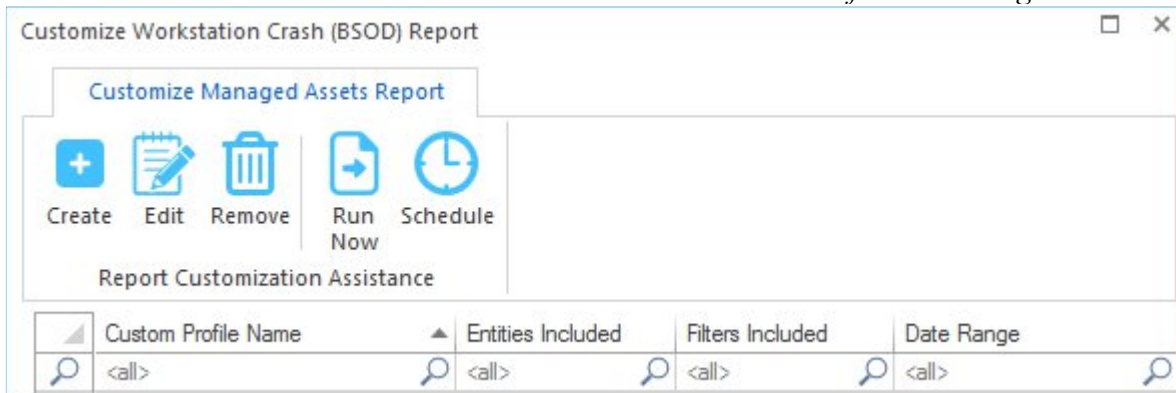 Customize Workstation Crash (BSOD) Report
Customize Managed Assets Report
Create Edit Remove Run Now Schedule
Report Customization Assistance
Custom Profile Name Entities Included Filters Included Date Range
<all> <all> <all> <all>